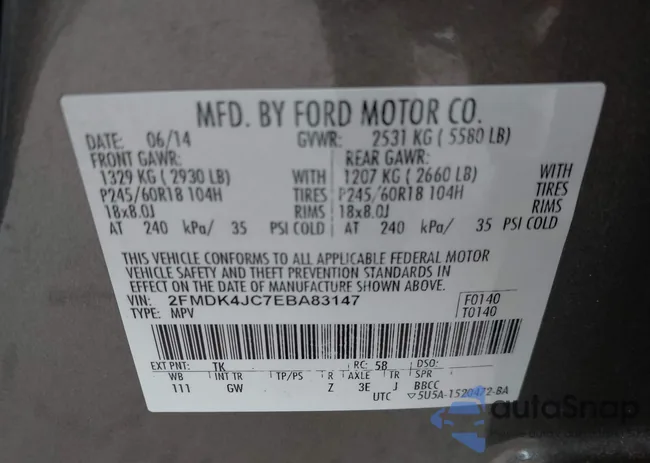 MFD. BY FORD MOTOR CO.
DATE: 06/14 GVWR: 2531 KG ( 5580 LB)
FRONT GAWR: REAR GAWR:
1329 KG ( 2930 LB) WITH 1207 KG ( 2660 LB) WITH
P245/60R18 104H TIRES P245/60R18 104H TIRES
18x8.0J RIMS 18x8.0J RIMS
AT 240 kPa/ 35 PSI COLD AT 240 kPa/ 35 PSI COLD
THIS VEHICLE CONFORMS TO ALL APPLICABLE FEDERAL MOTOR
VEHICLE SAFETY AND THEFT PREVENTION STANDARDS IN
EFFECT ON THE DATE OF MANUFACTURE SHOWN ABOVE.
VIN: 2FMDK4JC7EBA83147 F0140
TYPE: MPV T0140
EXT PNT: TK RC: 58 DSO:
WB INT TR TP/PS R AXLE TR SPR
111 GW Z 3E J BBCC
UTC ▽5U5A-1520472-BA
autoSnap